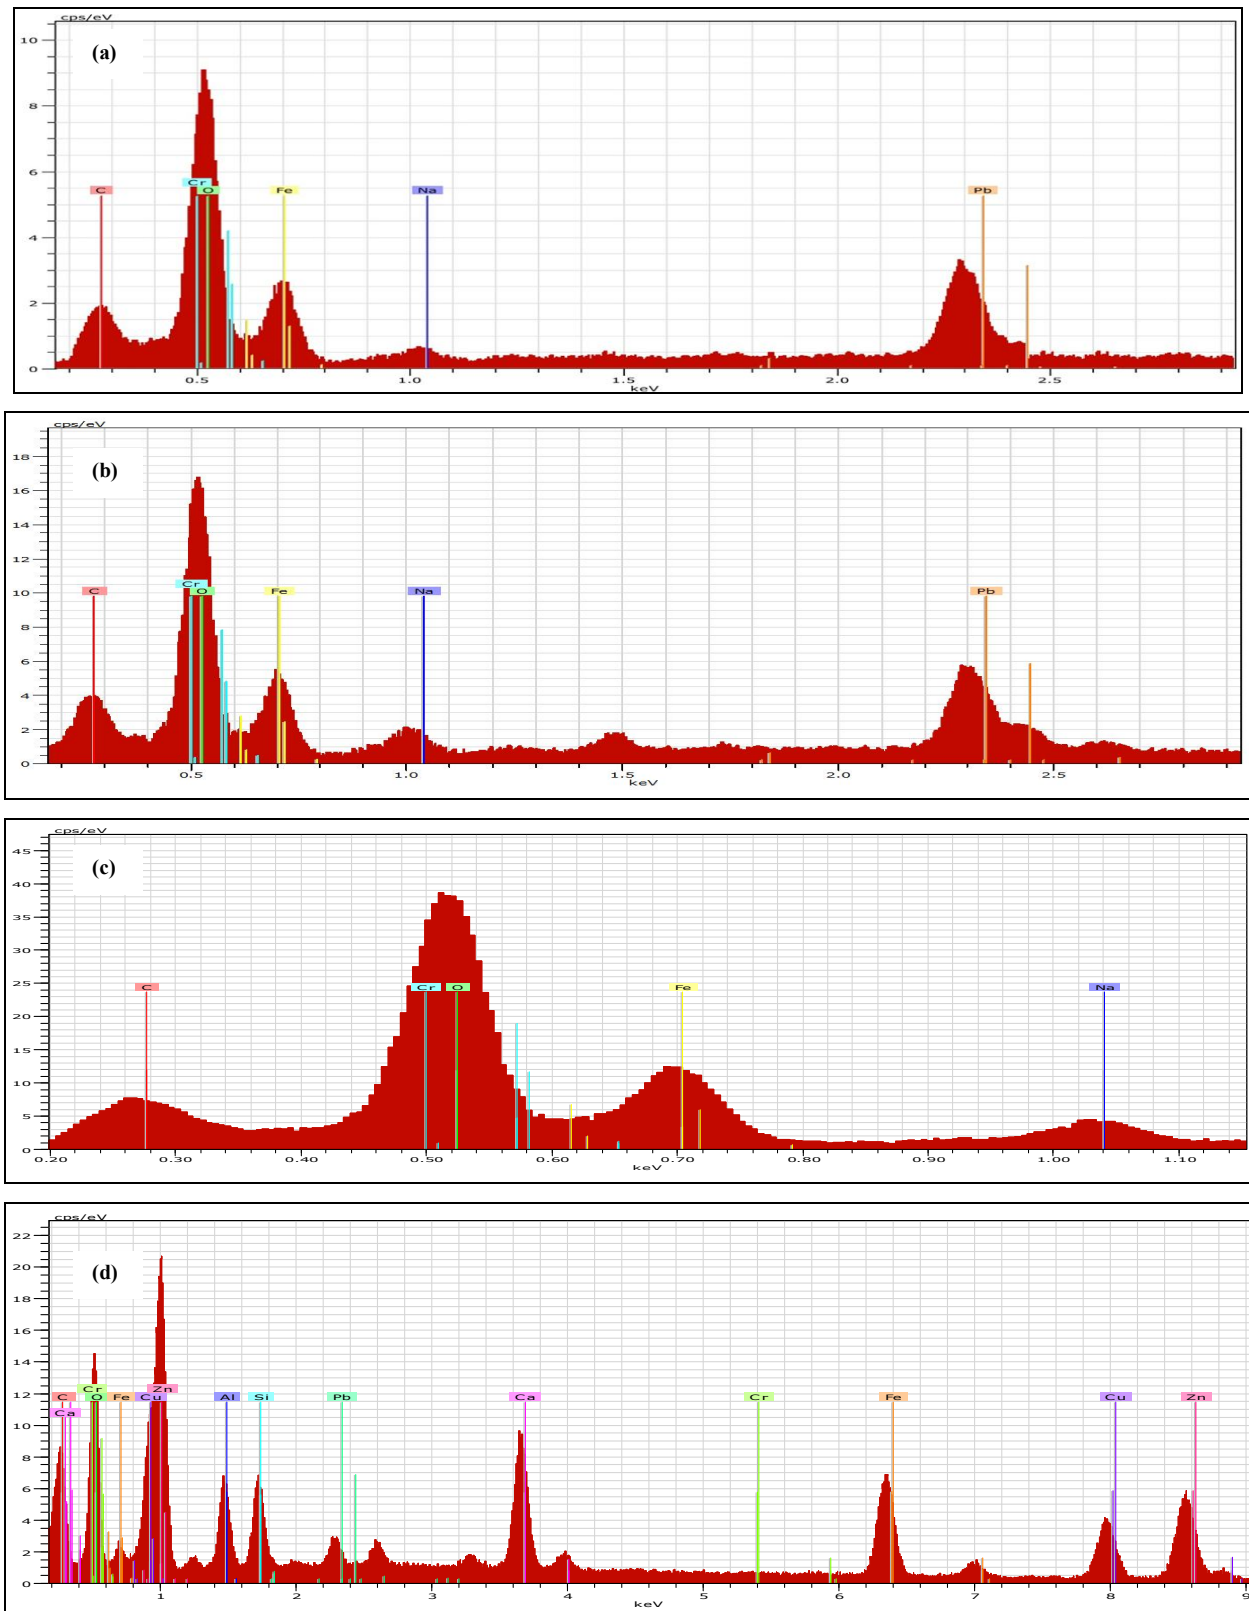 cps/eV
(a)
10
8
6
4
2
0
C
Cr
O
Fe
Na
Pb
0.5
1.0
1.5
2.0
2.5
keV
cps/eV
(b)
18
16
14
12
10
8
6
4
2
0
C
Cr
O
Fe
Na
Pb
0.5
1.0
1.5
2.0
2.5
keV
cps/eV
(c)
45
40
35
30
25
20
15
10
5
0
C
Cr
O
Fe
Na
0.20
0.30
0.40
0.50
0.60
0.70
0.80
0.90
1.00
1.10
keV
cps/eV
(d)
22
20
18
16
14
12
10
8
6
4
2
0
Cr
Zn
C
O
Fe
Cu
Al
Si
Pb
Ca
Cr
Fe
Cu
Zn
Ca
1
2
3
4
5
6
7
8
9
keV